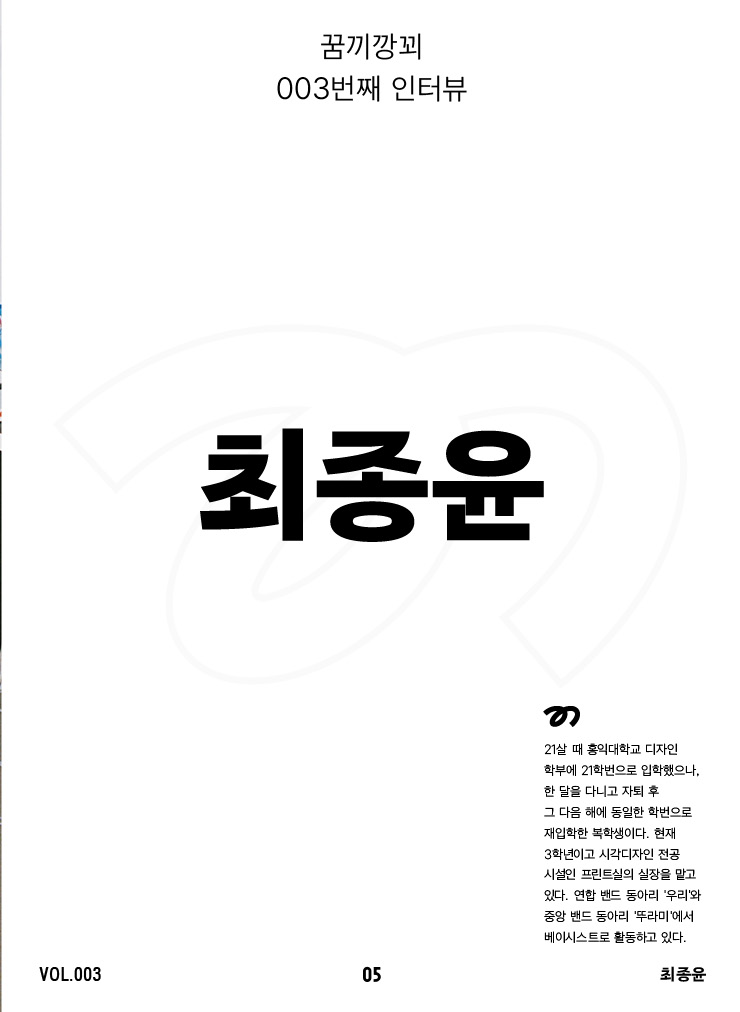 꿈끼깡꾀
003번째 인터뷰
최종윤
21살 때 홍익대학교 디자인
학부에 21학번으로 입학했으나,
한 달을 다니고 자퇴 후
그 다음 해에 동일한 학번으로
재입학한 복학생이다. 현재
3학년이고 시각디자인 전공
시설인 프린트실의 실장을 맡고
있다. 연합 밴드 동아리 '우리'와
중앙 밴드 동아리 '뚜라미'에서
베이시스트로 활동하고 있다.
VOL.003
05
최종윤